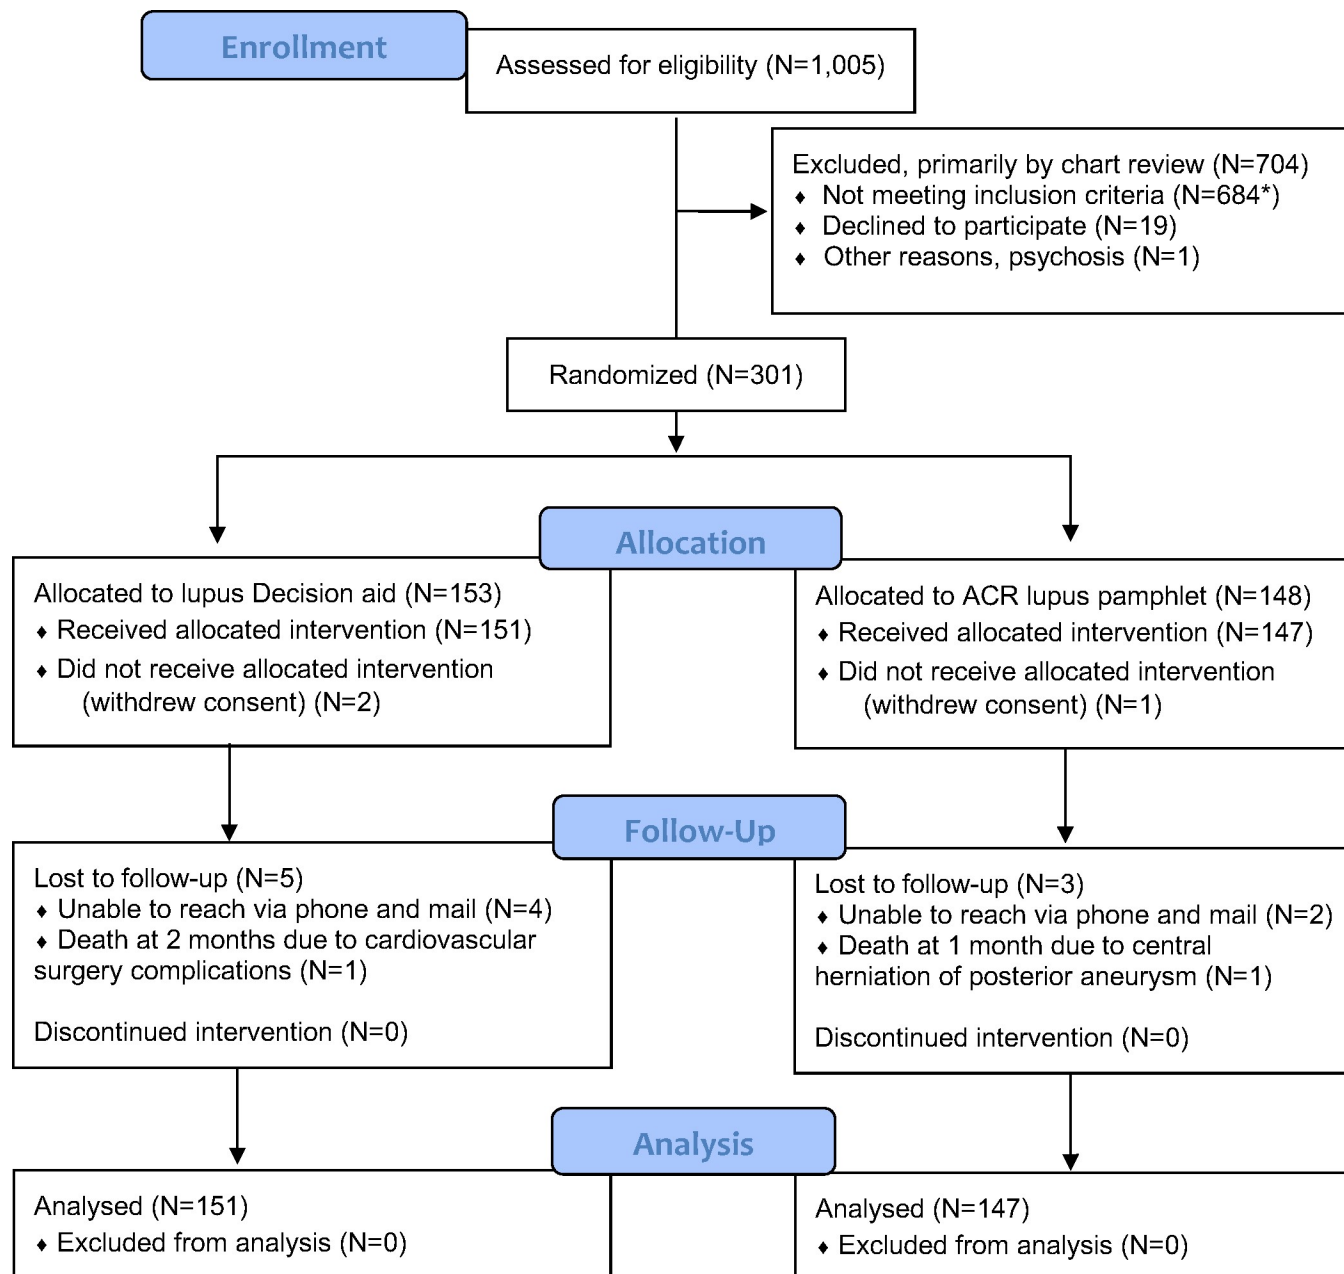 Enrollment
Assessed for eligibility (N=1,005)
Excluded, primarily by chart review (N=704)
♦ Not meeting inclusion criteria (N=684*)
♦ Declined to participate (N=19)
♦ Other reasons, psychosis (N=1)
Randomized (N=301)
Allocation
Allocated to lupus Decision aid (N=153)
♦ Received allocated intervention (N=151)
♦ Did not receive allocated intervention
(withdrew consent) (N=2)
Allocated to ACR lupus pamphlet (N=148)
♦ Received allocated intervention (N=147)
♦ Did not receive allocated intervention
(withdrew consent) (N=1)
Follow-Up
Lost to follow-up (N=5)
♦ Unable to reach via phone and mail (N=4)
♦ Death at 2 months due to cardiovascular
surgery complications (N=1)
Discontinued intervention (N=0)
Lost to follow-up (N=3)
♦ Unable to reach via phone and mail (N=2)
♦ Death at 1 month due to central
herniation of posterior aneurysm (N=1)
Discontinued intervention (N=0)
Analysis
Analysed (N=151)
♦ Excluded from analysis (N=0)
Analysed (N=147)
♦ Excluded from analysis (N=0)